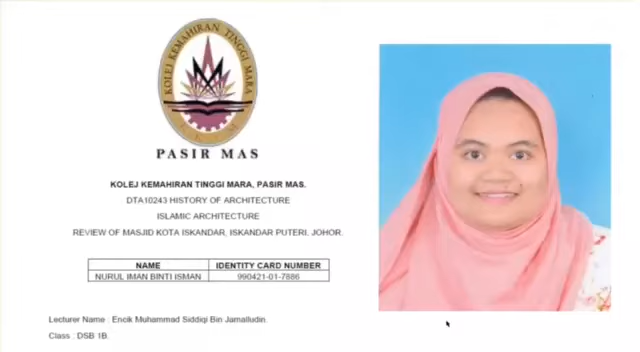 KOLEJ KEMAHIRAN TINGGI MARA
PASIR MAS
KOLEJ KEMAHIRAN TINGGI MARA, PASIR MAS.
DTA10243 HISTORY OF ARCHITECTURE
ISLAMIC ARCHITECTURE
REVIEW OF MASJID KOTA ISKANDAR, ISKANDAR PUTERI, JOHOR.
NAME IDENTITY CARD NUMBER
NURUL IMAN BINTI ISMAN 990421-01-7886
Lecturer Name : Encik Muhammad Siddiqi Bin Jamalludin.
Class : DSB 1B.